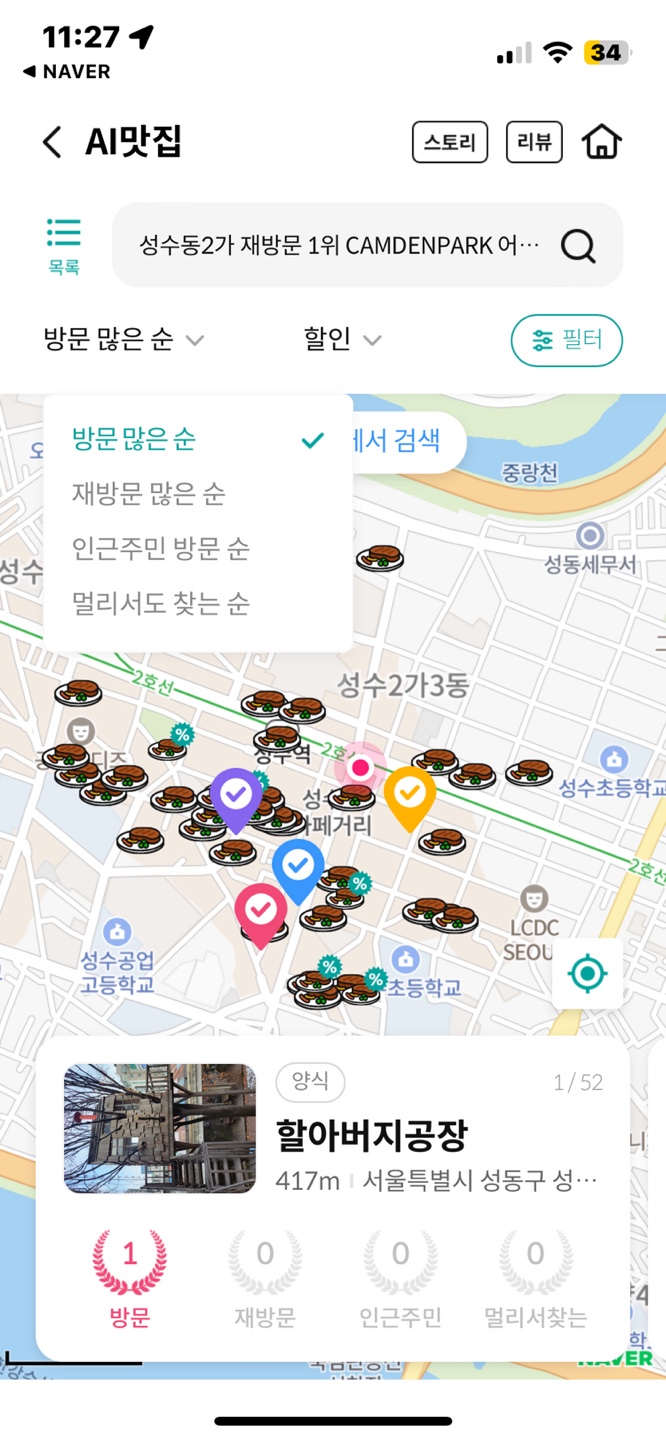 11:27
34
◀ NAVER
AI맛집
스토리
리뷰
목록
성수동2가 재방문 1위 CAMDENPARK 어…
방문 많은 순
할인
필터
방문 많은 순
재방문 많은 순
인근주민 방문 순
멀리서도 찾는 순
에서 검색
중랑천
성동세무서
성수
2호선
성수2가3동
%
성수역
2호
성수초등학교
카페거리
2호선
%
LCDC
SEOU
성수공업
고등학교
초등학교
%
%
양식
1 / 52
할아버지공장
417m
서울특별시 성동구 성…
1
0
0
0
방문
재방문
인근주민
멀리서찾는
NAVER